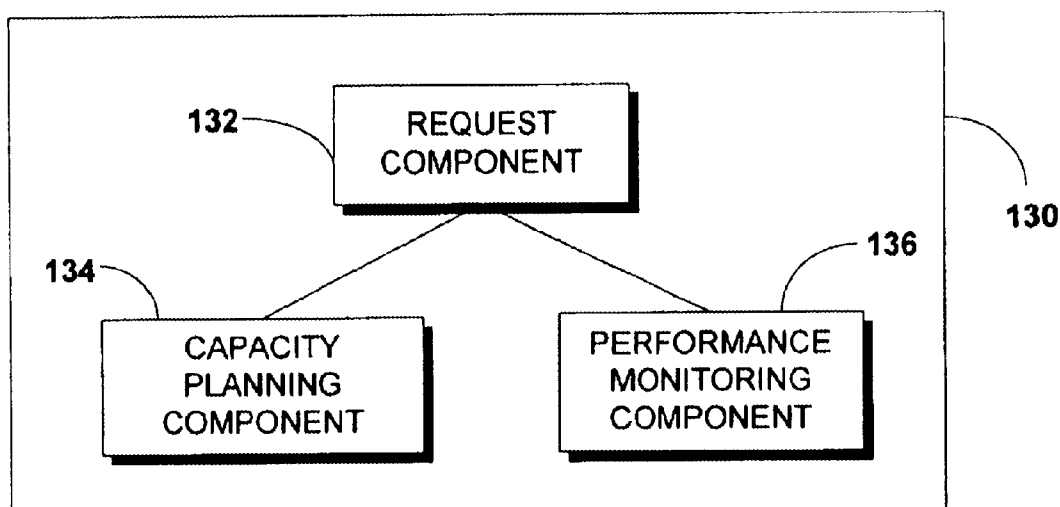 132
REQUEST
COMPONENT
130
134
136
CAPACITY
PLANNING
COMPONENT
PERFORMANCE
MONITORING
COMPONENT